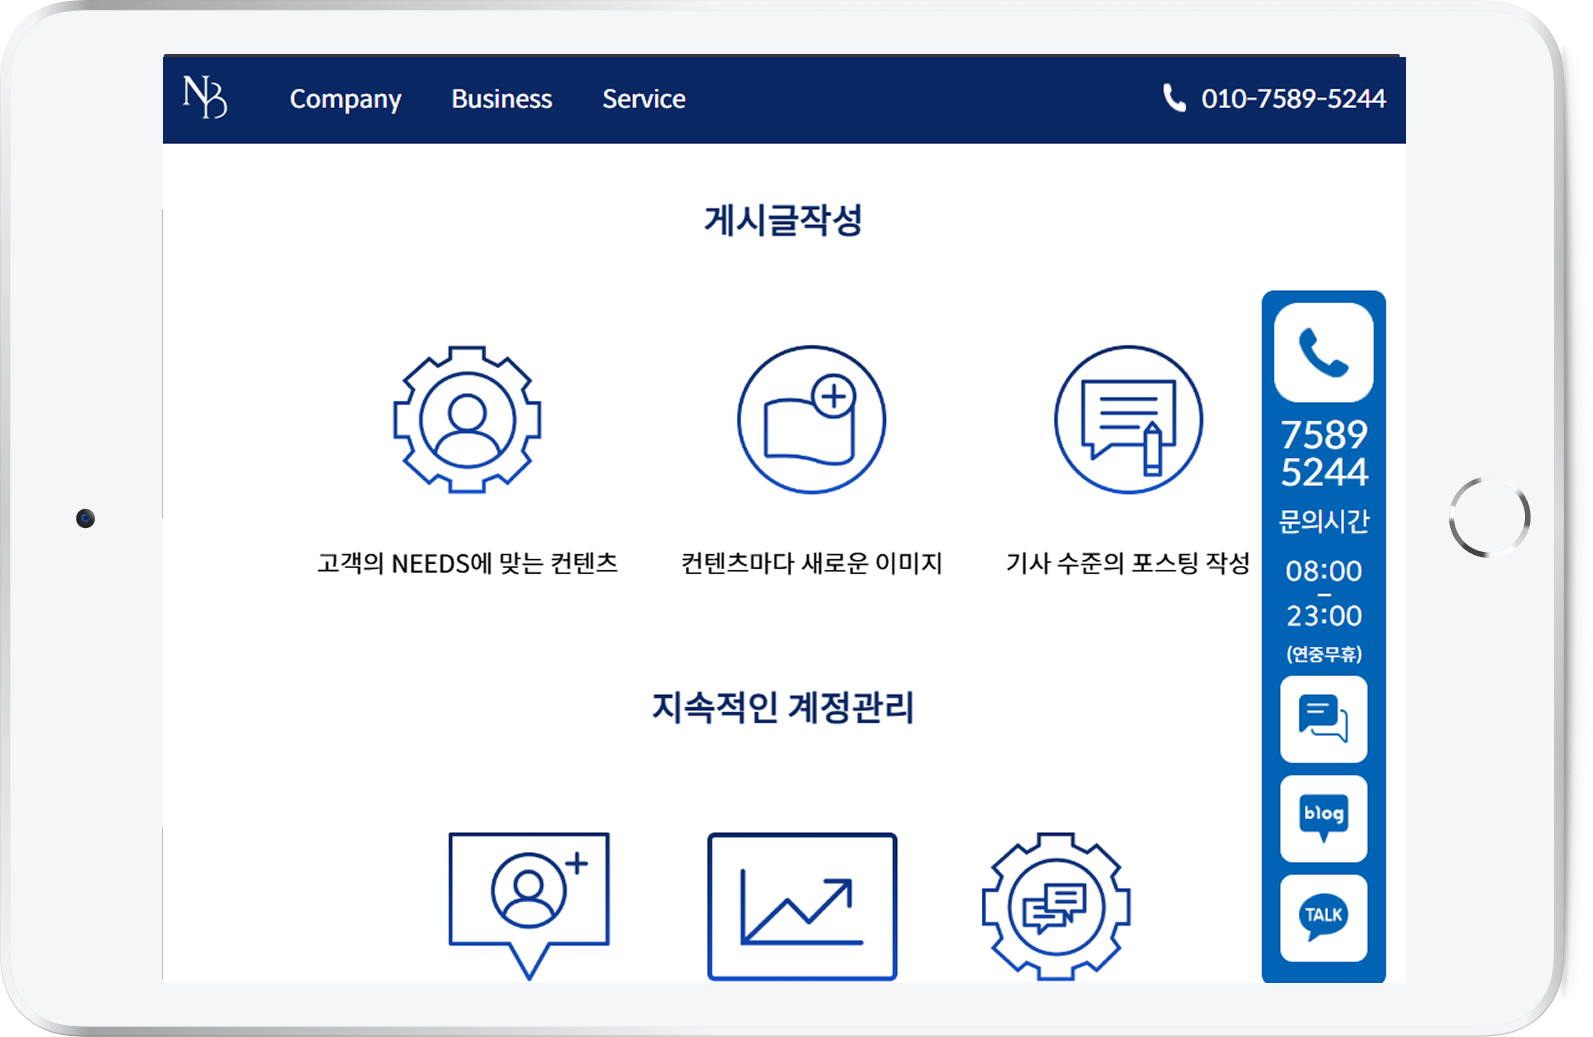 NB
Company Business Service 010-7589-5244
게시글작성
고객의 NEEDS에 맞는 컨텐츠
컨텐츠마다 새로운 이미지
기사 수준의 포스팅 작성
지속적인 계정관리
7589
5244
문의시간
08:00
–
23:00
(연중무휴)
blog
TALK